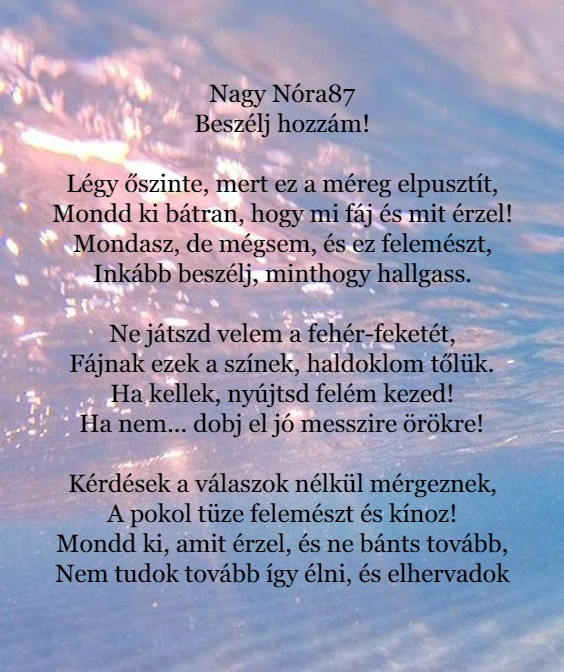 Nagy Nóra87
Beszélj hozzám!
Légy őszinte, mert ez a méreg elpusztít,
Mondd ki bátran, hogy mi fáj és mit érzel!
Mondasz, de mégsem, és ez felemészt,
Inkább beszélj, minthogy hallgass.
Ne játszd velem a fehér-feketét,
Fájnak ezek a színek, haldoklom tőlük.
Ha kellek, nyújtsd felém kezed!
Ha nem... dobj el jó messzire örökre!
Kérdések a válaszok nélkül mérgeznek,
A pokol tüze felemészt és kínoz!
Mondd ki, amit érzel, és ne bánts tovább,
Nem tudok tovább így élni, és elhervadok